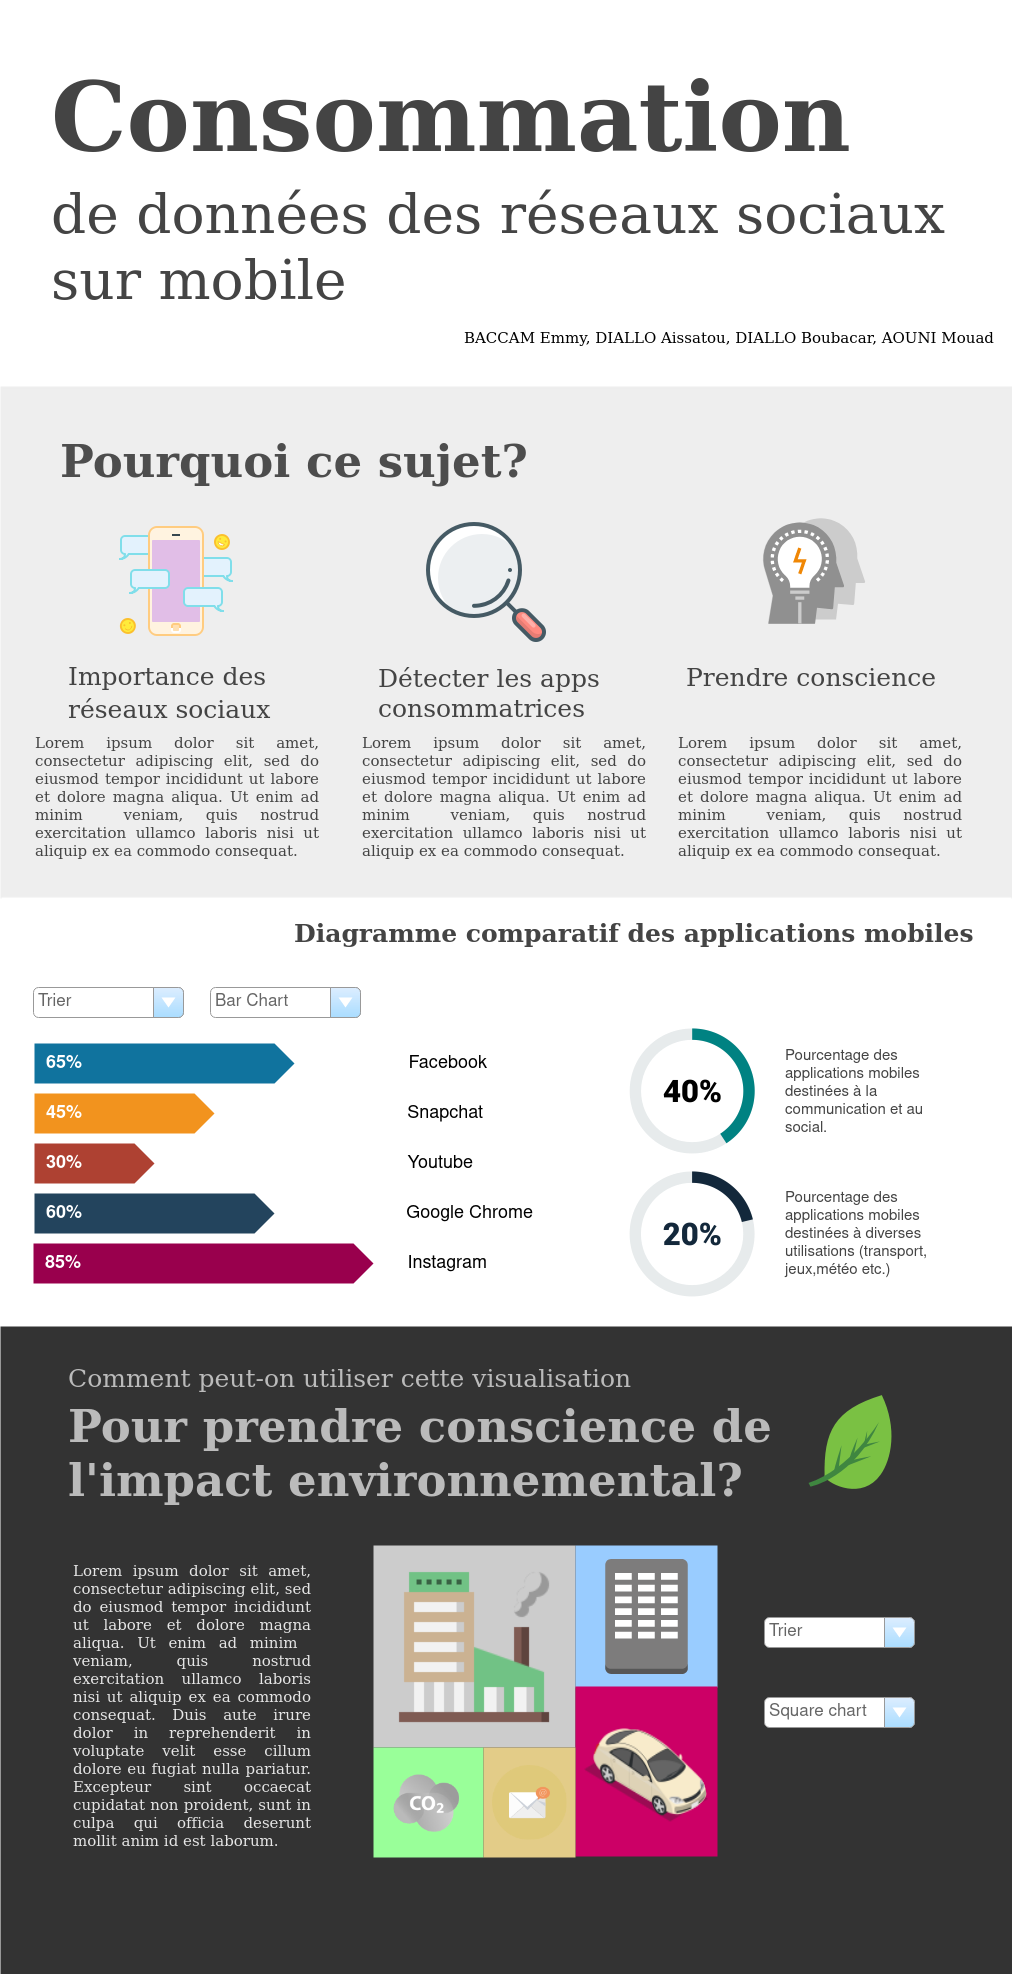 Consommation
de données des réseaux sociaux
sur mobile
BACCAM Emmy, DIALLO Aissatou, DIALLO Boubacar, AOUNI Mouad
Pourquoi ce sujet?
Importance des
réseaux sociaux
Lorem ipsum dolor sit amet,
consectetur adipiscing elit, sed do
eiusmod tempor incididunt ut labore
et dolore magna aliqua. Ut enim ad
minim veniam, quis nostrud
exercitation ullamco laboris nisi ut
aliquip ex ea commodo consequat.
Détecter les apps
consommatrices
Lorem ipsum dolor sit amet,
consectetur adipiscing elit, sed do
eiusmod tempor incididunt ut labore
et dolore magna aliqua. Ut enim ad
minim veniam, quis nostrud
exercitation ullamco laboris nisi ut
aliquip ex ea commodo consequat.
Prendre conscience
Lorem ipsum dolor sit amet,
consectetur adipiscing elit, sed do
eiusmod tempor incididunt ut labore
et dolore magna aliqua. Ut enim ad
minim veniam, quis nostrud
exercitation ullamco laboris nisi ut
aliquip ex ea commodo consequat.
Diagramme comparatif des applications mobiles
Trier
Bar Chart
65% Facebook
45% Snapchat
30% Youtube
60% Google Chrome
85% Instagram
40%
Pourcentage des
applications mobiles
destinées à la
communication et au
social.
20%
Pourcentage des
applications mobiles
destinées à diverses
utilisations (transport,
jeux,météo etc.)
Comment peut-on utiliser cette visualisation
Pour prendre conscience de
l'impact environnemental?
Lorem ipsum dolor sit amet,
consectetur adipiscing elit, sed
do eiusmod tempor incididunt
ut labore et dolore magna
aliqua. Ut enim ad minim
veniam, quis nostrud
exercitation ullamco laboris
nisi ut aliquip ex ea commodo
consequat. Duis aute irure
dolor in reprehenderit in
voluptate velit esse cillum
dolore eu fugiat nulla pariatur.
Excepteur sint occaecat
cupidatat non proident, sunt in
culpa qui officia deserunt
mollit anim id est laborum.
CO₂
Trier
Square chart